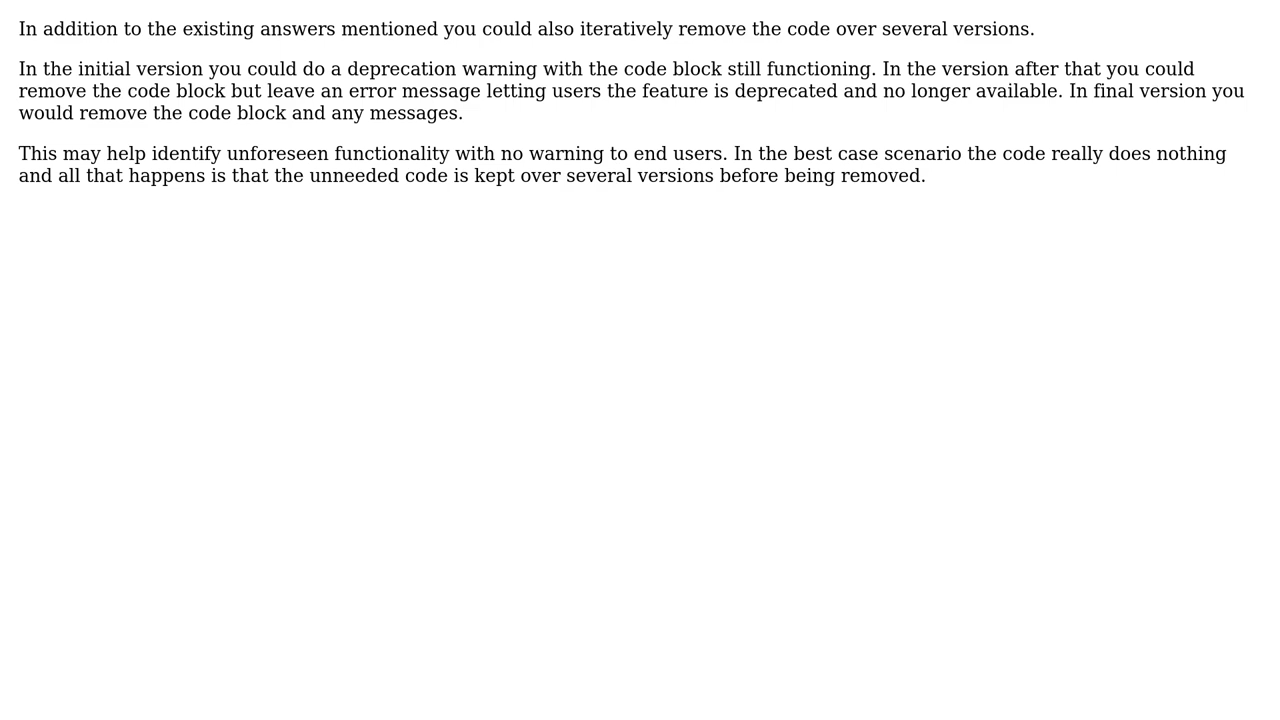 In addition to the existing answers mentioned you could also iteratively remove the code over several versions.
In the initial version you could do a deprecation warning with the code block still functioning. In the version after that you could
remove the code block but leave an error message letting users the feature is deprecated and no longer available. In final version you
would remove the code block and any messages.
This may help identify unforeseen functionality with no warning to end users. In the best case scenario the code really does nothing
and all that happens is that the unneeded code is kept over several versions before being removed.